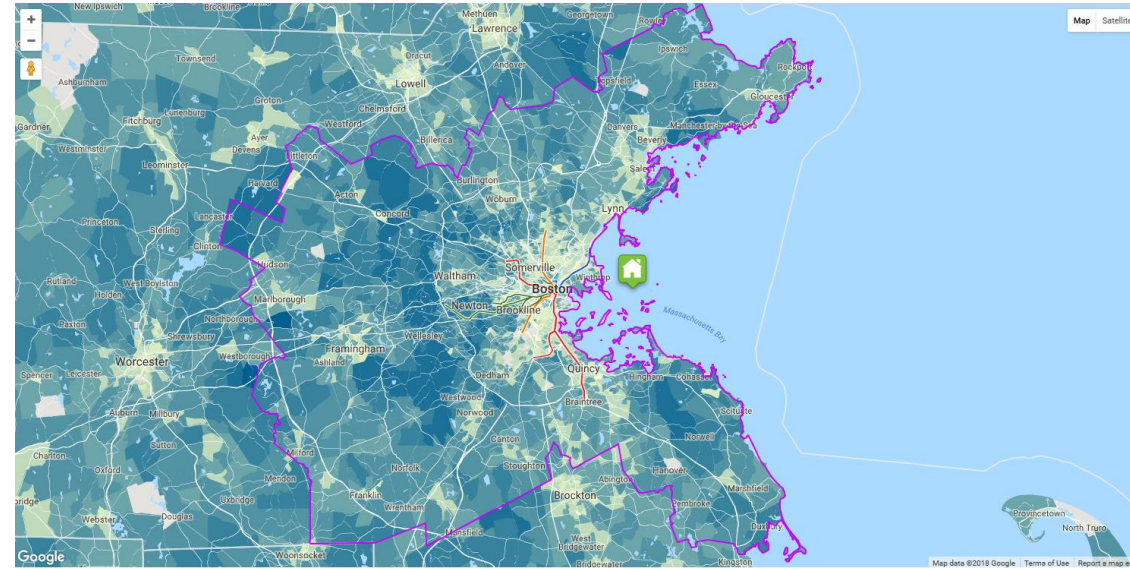 New Ipswich
Brookline
Methuen
Georgetown
Rowley
Map
Satellite
+
−
Lawrence
Ipswich
Townsend
Dracut
Andover
Rockport
Ashburnham
Lowell
Topsfield
Essex
Gloucester
Groton
Chelmsford
Lunenburg
Gardner
Fitchburg
Westford
Danvers
Manchester-by-the-Sea
Ayer
Devens
Billerica
Beverly
Westminster
Leominster
Littleton
Salem
Harvard
Burlington
Acton
Woburn
Lynn
Lancaster
Concord
Princeton
Sterling
Clinton
Hudson
Somerville
Waltham
Winthrop
Rutland
West Boylston
Boston
Holden
Marlborough
Newton
Brookline
Massachusetts Bay
Northborough
Paxton
Shrewsbury
Wellesley
Westborough
Framingham
Worcester
Ashland
Quincy
Spencer
Leicester
Dedham
Hingham
Cohasset
Westwood
Braintree
Auburn
Millbury
Norwood
Scituate
Sutton
Canton
Norwell
Charlton
Milford
Stoughton
Oxford
Norfolk
Hanover
Mendon
Abington
Marshfield
Uxbridge
Franklin
Brockton
Pembroke
Wrentham
Webster
Douglas
Provincetown
Mansfield
Duxbury
North Truro
West
Bridgewater
Google
Woonsocket
Bridgewater
Kingston
Map data ©2018 Google
Terms of Use
Report a map e